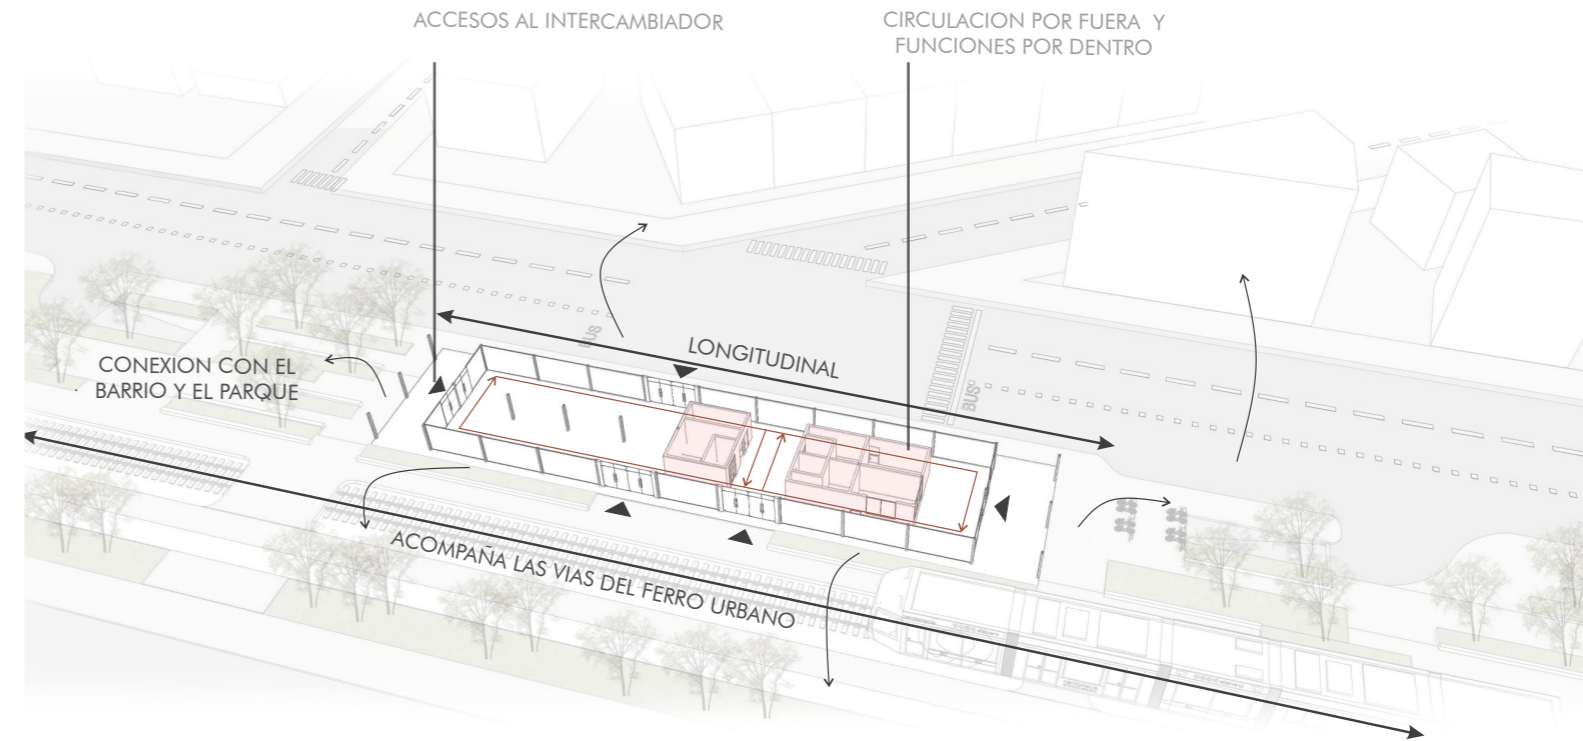 ACCESOS AL INTERCAMBIADOR
CIRCULACION POR FUERA Y
FUNCIONES POR DENTRO
BUS
LONGITUDINAL
CONEXION CON EL
BARRIO Y EL PARQUE
BUS
ACOMPAÑA LAS VIAS DEL FERRO URBANO